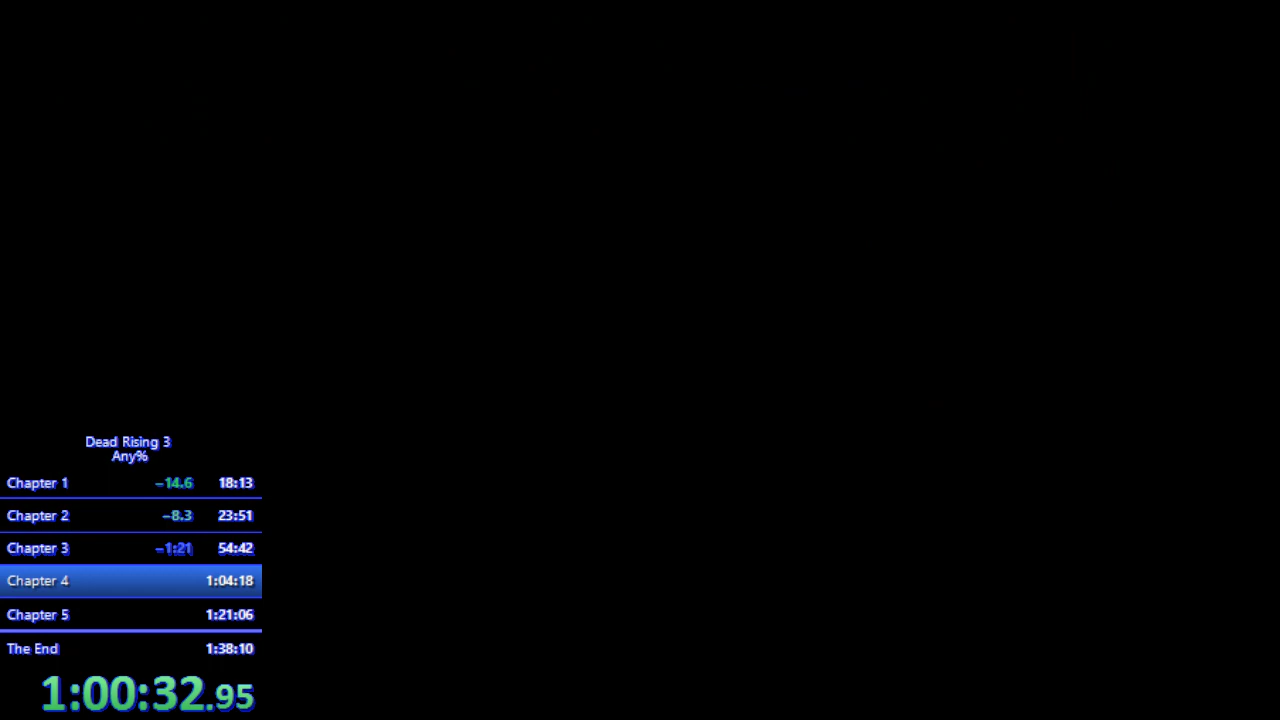 Dead Rising 3
Any%
Chapter 1 −14.6 18:13
Chapter 2 −8.3 23:51
Chapter 3 −1:21 54:42
Chapter 4 1:04:18
Chapter 5 1:21:06
The End 1:38:10
1:00:32.95